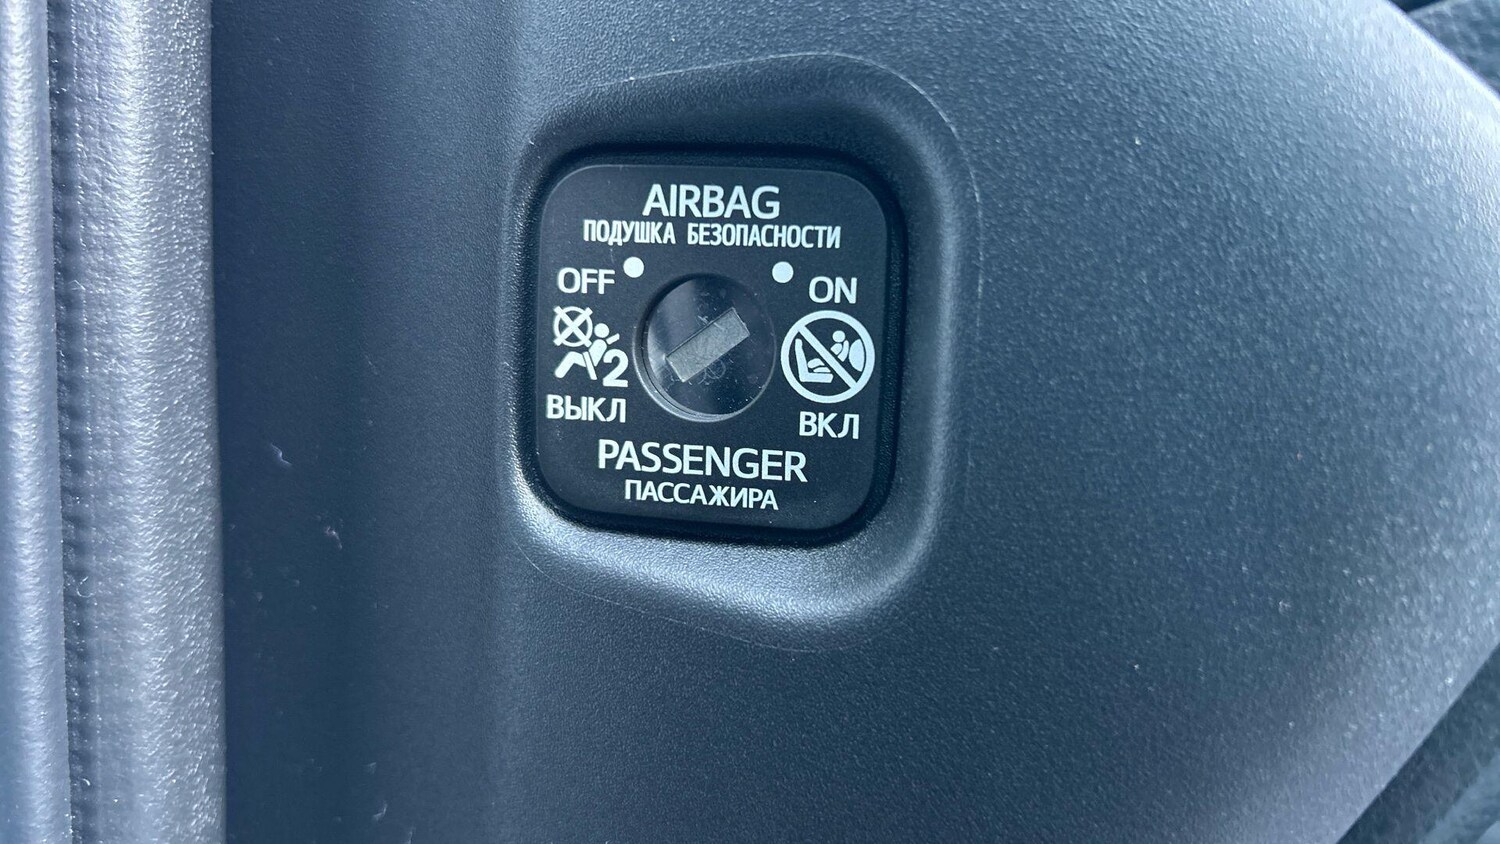 AIRBAG
ПОДУШКА БЕЗОПАСНОСТИ
OFF
ON
2
ВЫКЛ
ВКЛ
PASSENGER
ПАССАЖИРА